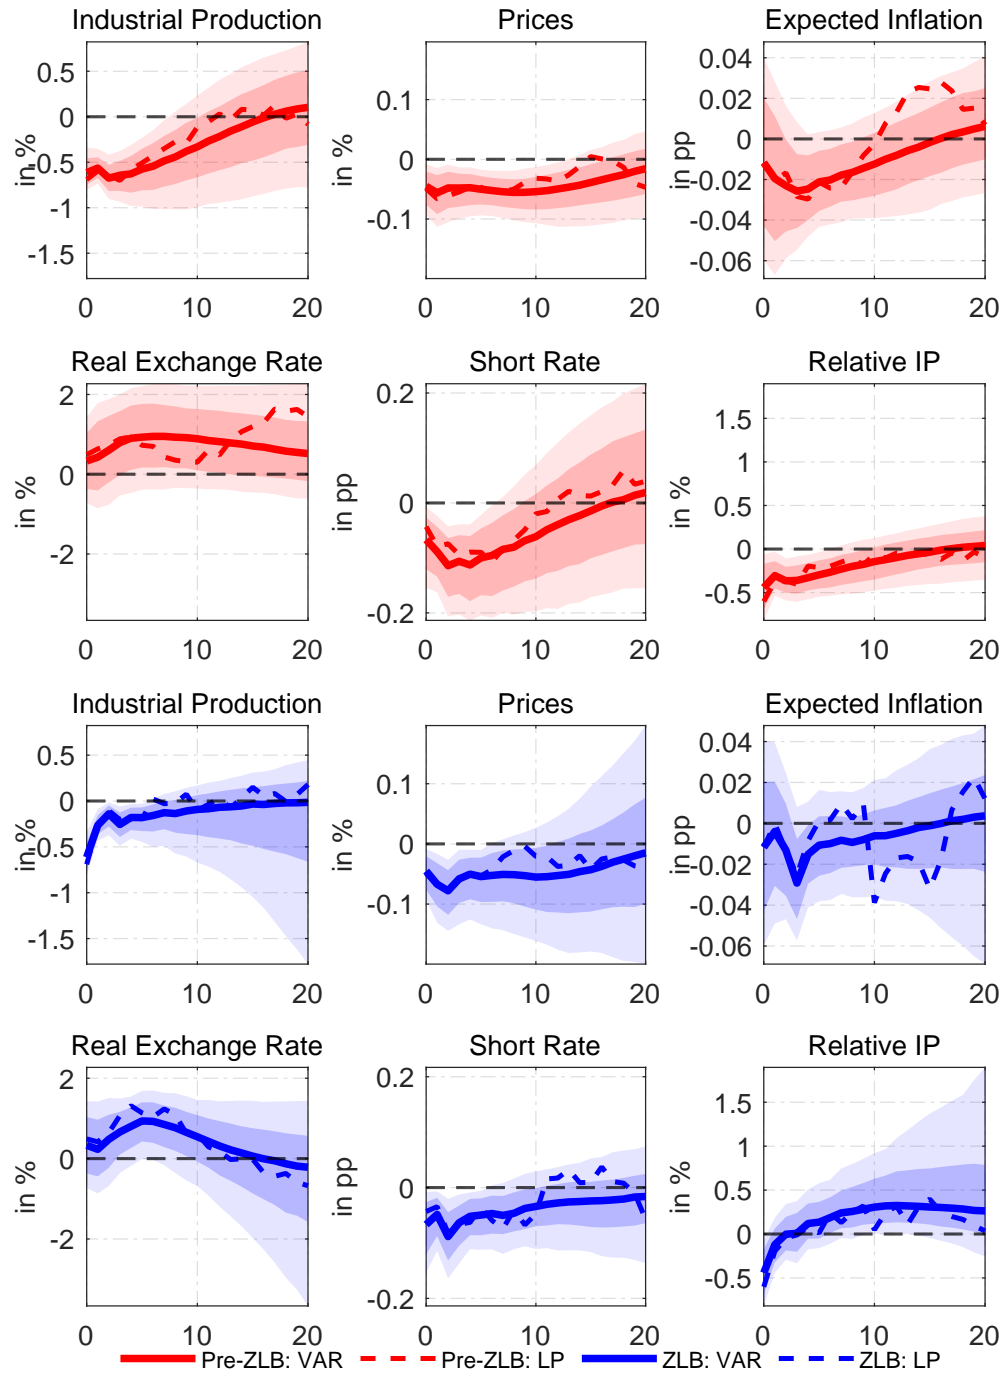 Industrial Production Prices Expected Inflation
in % 0.5 0 -0.5 -1 -1.5 0 10 20
in % 0.1 0 -0.1 0 10 20
in pp 0.04 0.02 0 -0.02 -0.04 -0.06 0 10 20
Real Exchange Rate Short Rate Relative IP
in % 2 0 -2 0 10 20
in pp 0.2 0 -0.2 0 10 20
in % 1.5 1 0.5 0 -0.5 0 10 20
Industrial Production Prices Expected Inflation
in % 0.5 0 -0.5 -1 -1.5 0 10 20
in % 0.1 0 -0.1 0 10 20
in pp 0.04 0.02 0 -0.02 -0.04 -0.06 0 10 20
Real Exchange Rate Short Rate Relative IP
in % 2 0 -2 0 10 20
in pp 0.2 0 -0.2 0 10 20
in % 1.5 1 0.5 0 -0.5 0 10 20
Pre-ZLB: VAR Pre-ZLB: LP ZLB: VAR ZLB: LP